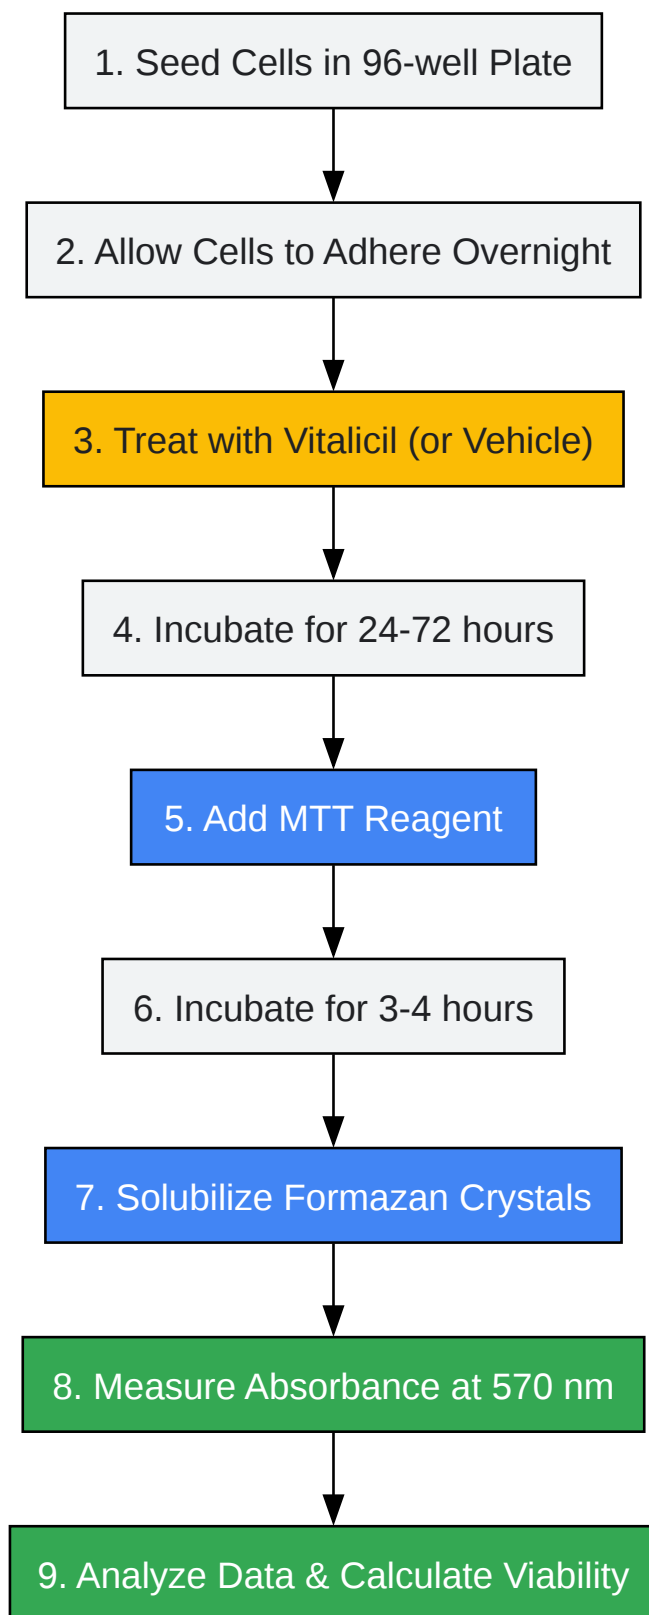 1. Seed Cells in 96-well Plate
2. Allow Cells to Adhere Overnight
3. Treat with Vitalicil (or Vehicle)
4. Incubate for 24-72 hours
5. Add MTT Reagent
6. Incubate for 3-4 hours
7. Solubilize Formazan Crystals
8. Measure Absorbance at 570 nm
9. Analyze Data & Calculate Viability